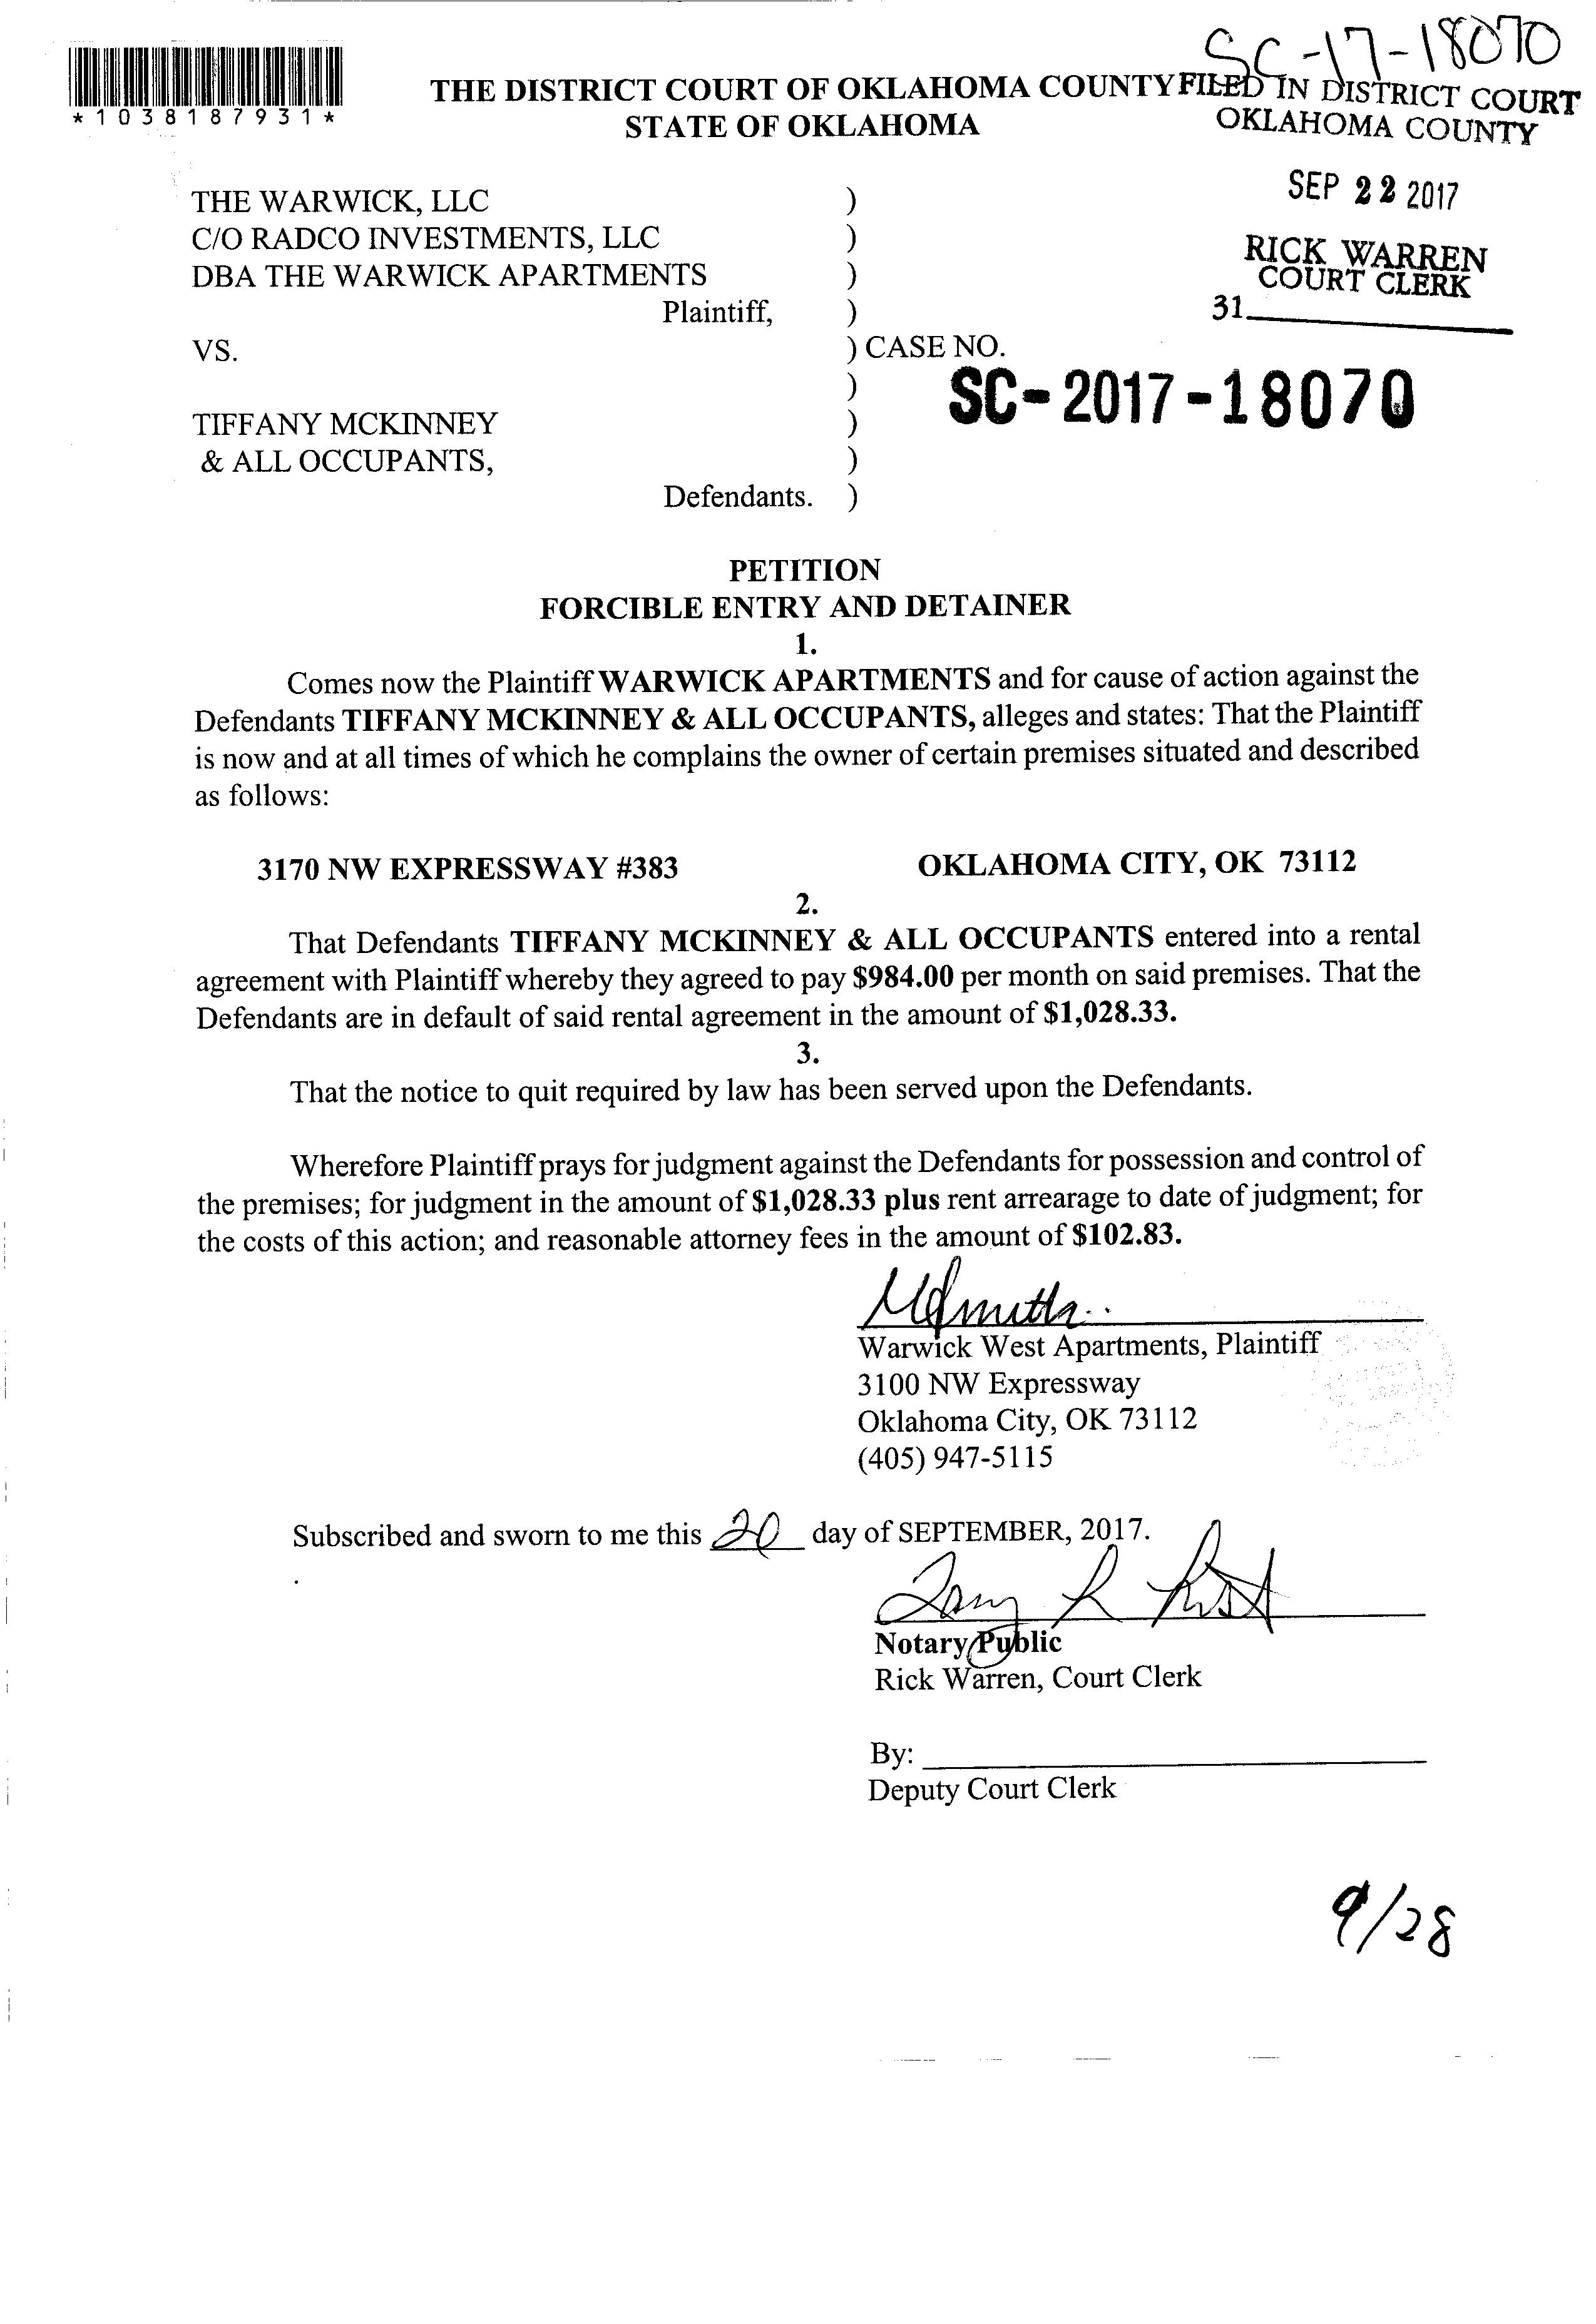 SC-17-18070
*1038187931*
THE DISTRICT COURT OF OKLAHOMA COUNTY
STATE OF OKLAHOMA
FILED IN DISTRICT COURT
OKLAHOMA COUNTY
SEP 22 2017
RICK WARREN
COURT CLERK
31
THE WARWICK, LLC )
C/O RADCO INVESTMENTS, LLC )
DBA THE WARWICK APARTMENTS )
Plaintiff, )
VS. ) CASE NO.
) SC-2017-18070
TIFFANY MCKINNEY )
& ALL OCCUPANTS, )
Defendants. )
PETITION
FORCIBLE ENTRY AND DETAINER
1.
Comes now the Plaintiff WARWICK APARTMENTS and for cause of action against the
Defendants TIFFANY MCKINNEY & ALL OCCUPANTS, alleges and states: That the Plaintiff
is now and at all times of which he complains the owner of certain premises situated and described
as follows:
3170 NW EXPRESSWAY #383 OKLAHOMA CITY, OK 73112
2.
That Defendants TIFFANY MCKINNEY & ALL OCCUPANTS entered into a rental
agreement with Plaintiff whereby they agreed to pay $984.00 per month on said premises. That the
Defendants are in default of said rental agreement in the amount of $1,028.33.
3.
That the notice to quit required by law has been served upon the Defendants.
Wherefore Plaintiff prays for judgment against the Defendants for possession and control of
the premises; for judgment in the amount of $1,028.33 plus rent arrearage to date of judgment; for
the costs of this action; and reasonable attorney fees in the amount of $102.83.
Warwick West Apartments, Plaintiff
3100 NW Expressway
Oklahoma City, OK 73112
(405) 947-5115
Subscribed and sworn to me this 20 day of SEPTEMBER, 2017.
Notary Public
Rick Warren, Court Clerk
By:
Deputy Court Clerk
9/28